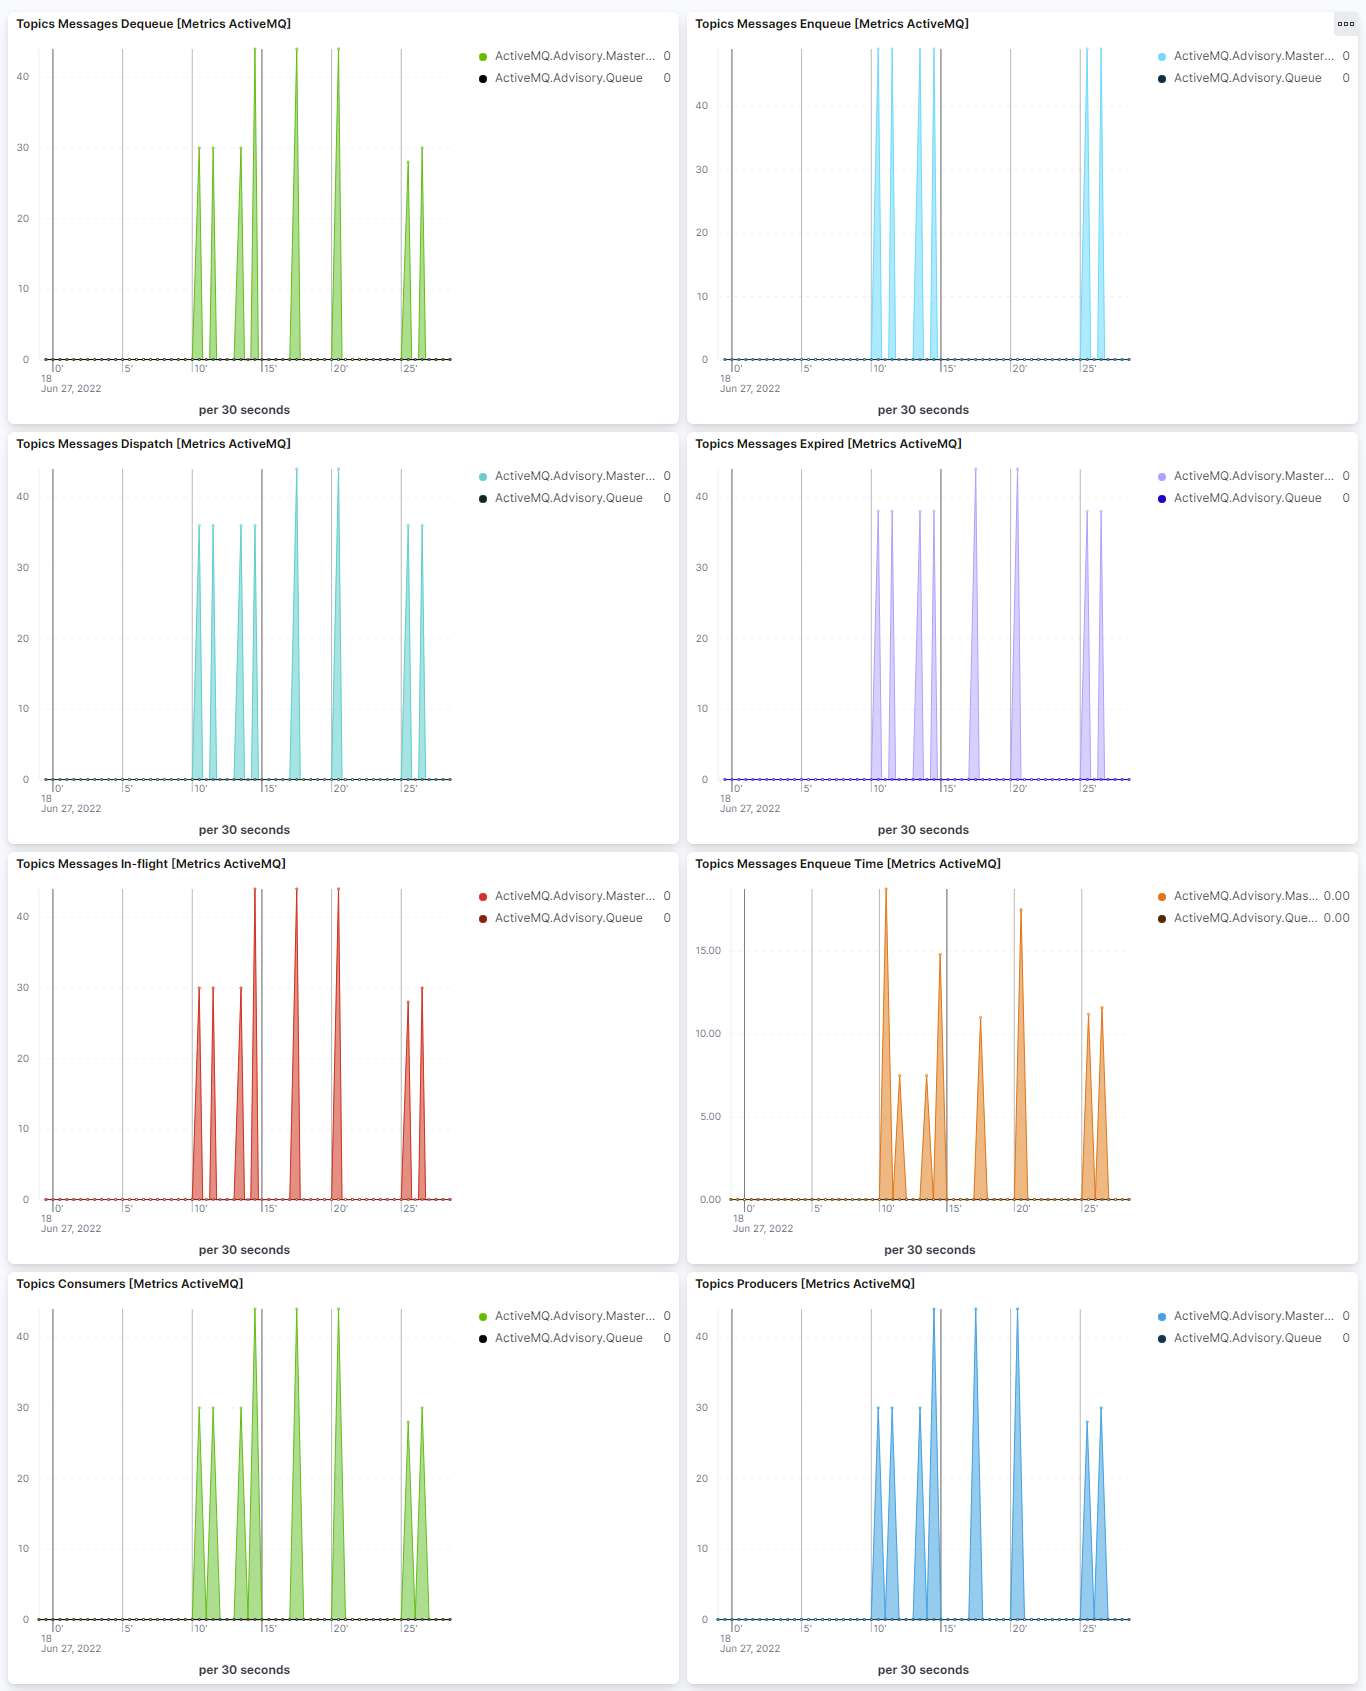 Topics Messages Dequeue [Metrics ActiveMQ]
ActiveMQ.Advisory.Master... 0
ActiveMQ.Advisory.Queue 0
40
30
20
10
0
0' 5' 10' 15' 20' 25'
18
Jun 27, 2022
per 30 seconds
Topics Messages Enqueue [Metrics ActiveMQ]
ActiveMQ.Advisory.Master... 0
ActiveMQ.Advisory.Queue 0
40
30
20
10
0
0' 5' 10' 15' 20' 25'
18
Jun 27, 2022
per 30 seconds
Topics Messages Dispatch [Metrics ActiveMQ]
ActiveMQ.Advisory.Master... 0
ActiveMQ.Advisory.Queue 0
40
30
20
10
0
0' 5' 10' 15' 20' 25'
18
Jun 27, 2022
per 30 seconds
Topics Messages Expired [Metrics ActiveMQ]
ActiveMQ.Advisory.Master... 0
ActiveMQ.Advisory.Queue 0
40
30
20
10
0
0' 5' 10' 15' 20' 25'
18
Jun 27, 2022
per 30 seconds
Topics Messages In-flight [Metrics ActiveMQ]
ActiveMQ.Advisory.Master... 0
ActiveMQ.Advisory.Queue 0
40
30
20
10
0
0' 5' 10' 15' 20' 25'
18
Jun 27, 2022
per 30 seconds
Topics Messages Enqueue Time [Metrics ActiveMQ]
ActiveMQ.Advisory.Mas... 0.00
ActiveMQ.Advisory.Que... 0.00
15.00
10.00
5.00
0.00
0' 5' 10' 15' 20' 25'
18
Jun 27, 2022
per 30 seconds
Topics Consumers [Metrics ActiveMQ]
ActiveMQ.Advisory.Master... 0
ActiveMQ.Advisory.Queue 0
40
30
20
10
0
0' 5' 10' 15' 20' 25'
18
Jun 27, 2022
per 30 seconds
Topics Producers [Metrics ActiveMQ]
ActiveMQ.Advisory.Master... 0
ActiveMQ.Advisory.Queue 0
40
30
20
10
0
0' 5' 10' 15' 20' 25'
18
Jun 27, 2022
per 30 seconds